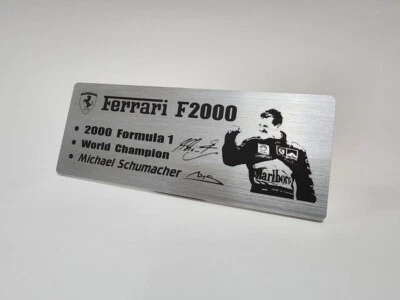 Ferrari F2000
• 2000 Formula 1
• World Champion
• Michael Schumacher
Marlboro